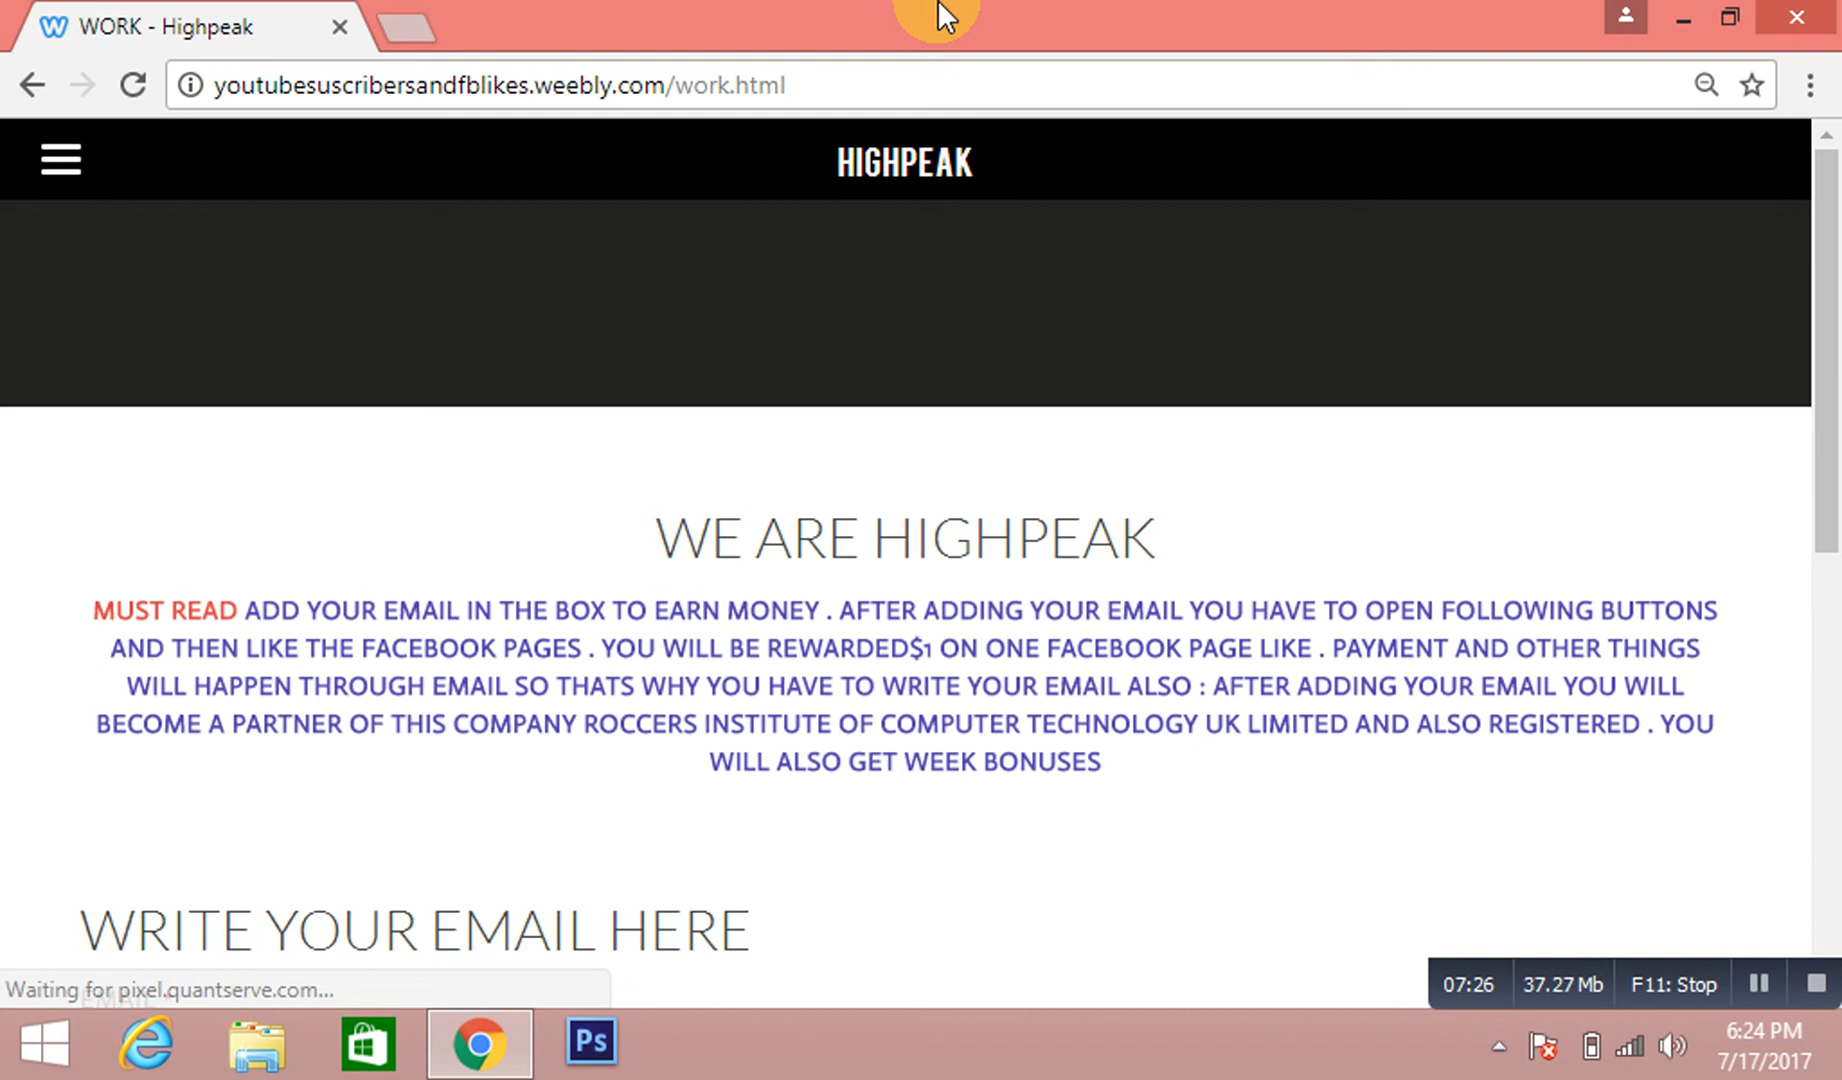 WORK - Highpeak
youtubesuscribersandfblikes.weebly.com/work.html
HIGHPEAK
WE ARE HIGHPEAK
MUST READ ADD YOUR EMAIL IN THE BOX TO EARN MONEY . AFTER ADDING YOUR EMAIL YOU HAVE TO OPEN FOLLOWING BUTTONS
AND THEN LIKE THE FACEBOOK PAGES . YOU WILL BE REWARDED$1 ON ONE FACEBOOK PAGE LIKE . PAYMENT AND OTHER THINGS
WILL HAPPEN THROUGH EMAIL SO THATS WHY YOU HAVE TO WRITE YOUR EMAIL ALSO : AFTER ADDING YOUR EMAIL YOU WILL
BECOME A PARTNER OF THIS COMPANY ROCCERS INSTITUTE OF COMPUTER TECHNOLOGY UK LIMITED AND ALSO REGISTERED . YOU
WILL ALSO GET WEEK BONUSES
WRITE YOUR EMAIL HERE
Waiting for pixel.quantserve.com...
EMAIL *
07:26 37.27 Mb F11: Stop
Ps
6:24 PM
7/17/2017